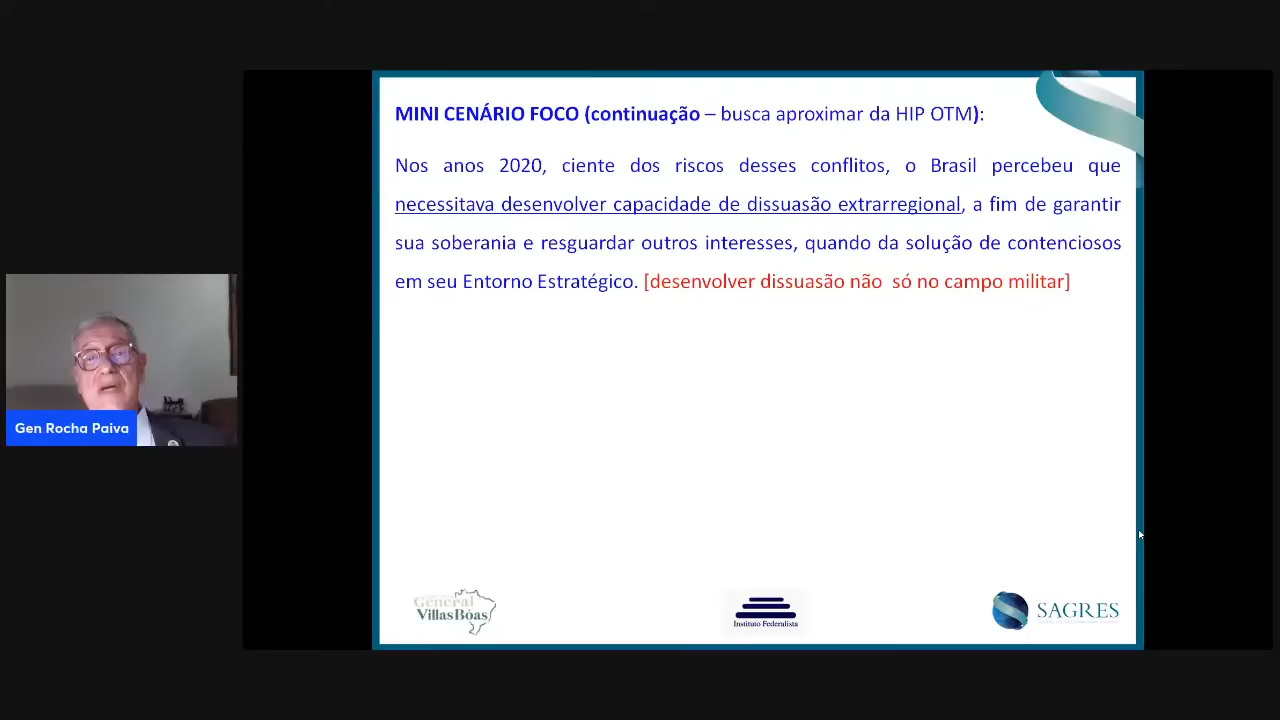 MINI CENÁRIO FOCO (continuação – busca aproximar da HIP OTM):
Nos anos 2020, ciente dos riscos desses conflitos, o Brasil percebeu que
necessitava desenvolver capacidade de dissuasão extrarregional, a fim de garantir
sua soberania e resguardar outros interesses, quando da solução de contenciosos
em seu Entorno Estratégico. [desenvolver dissuasão não só no campo militar]
Gen Rocha Paiva
General
Villas Bôas
Instituto Federalista
SAGRES